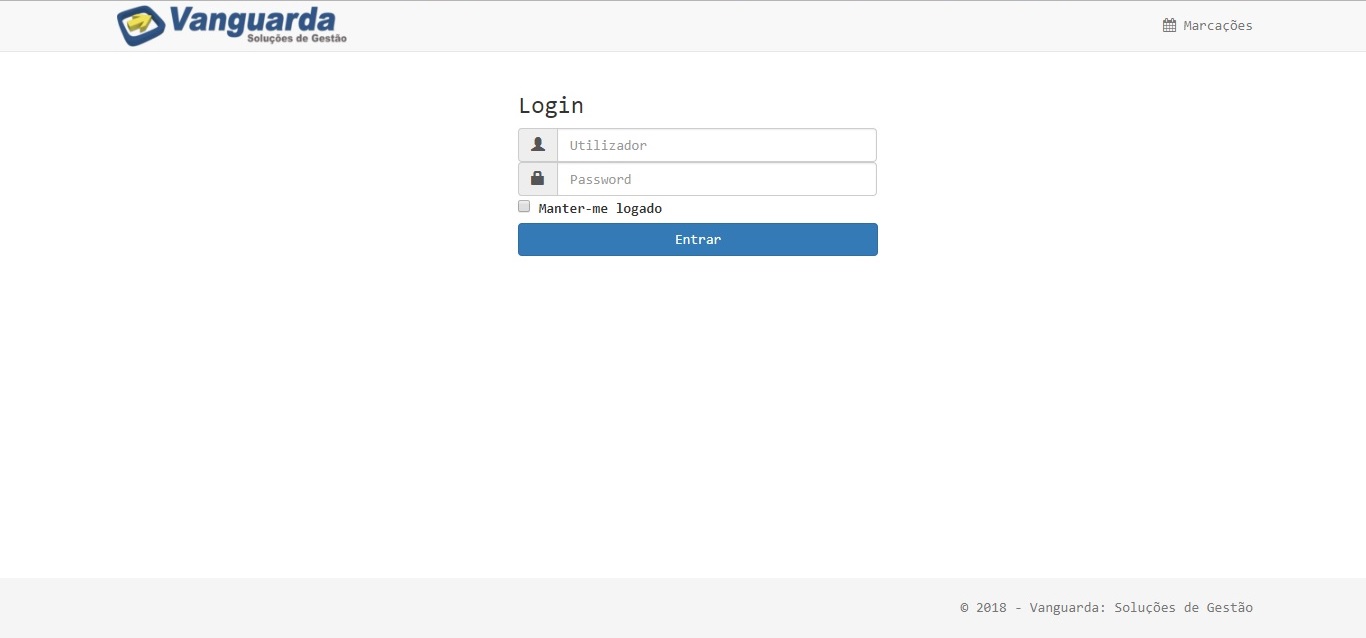 Vanguarda
Soluções de Gestão
Marcações
Login
Utilizador
Password
Manter-me logado
Entrar
© 2018 - Vanguarda: Soluções de Gestão